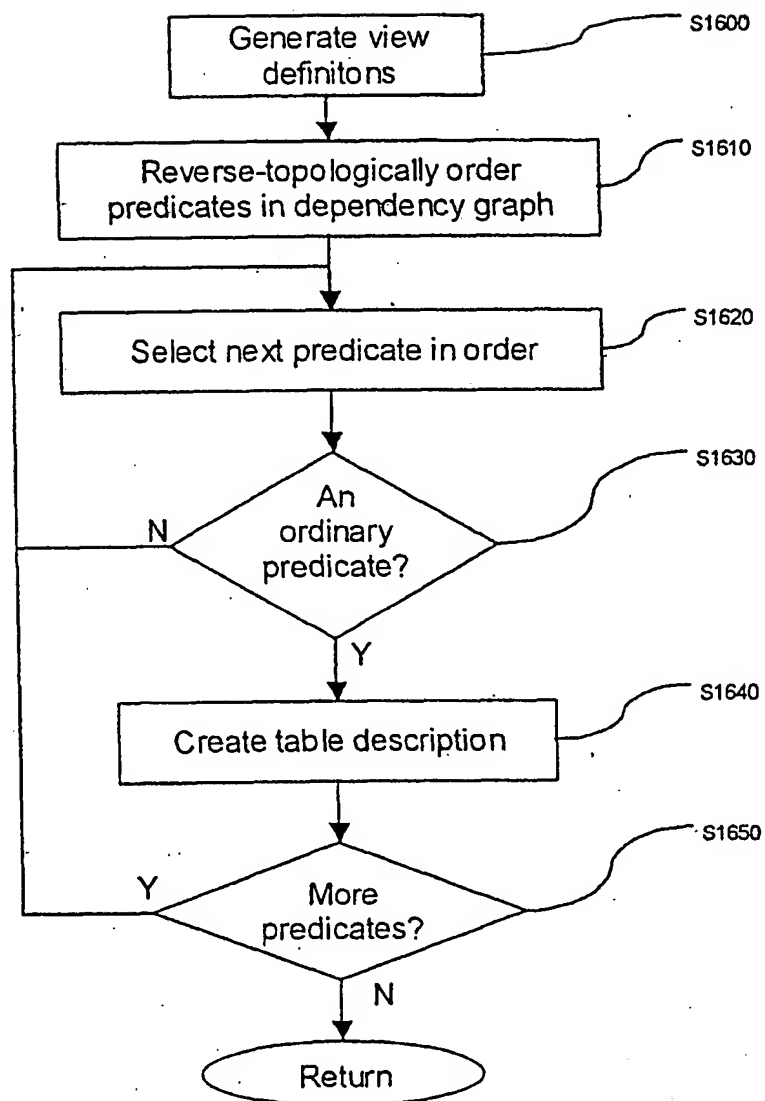 Generate view
definitons
S1600
Reverse-topologically order
predicates in dependency graph
S1610
Select next predicate in order
S1620
An
ordinary
predicate?
S1630
N
Y
Create table description
S1640
More
predicates?
S1650
Y
N
Return